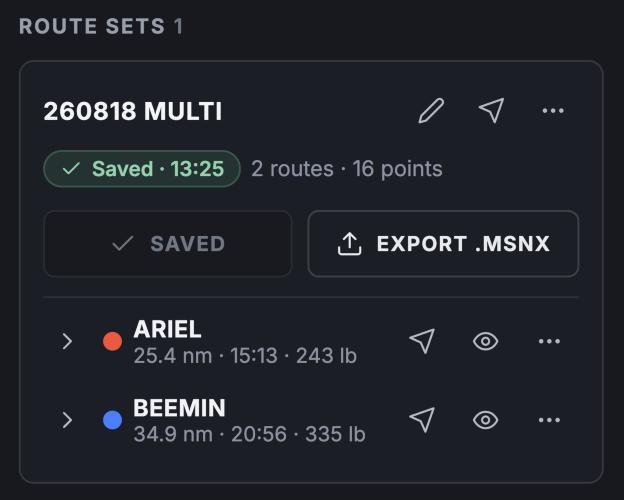 ROUTE SETS 1
260818 MULTI
Saved · 13:25 2 routes · 16 points
SAVED EXPORT .MSNX
ARIEL
25.4 nm · 15:13 · 243 lb
BEEMIN
34.9 nm · 20:56 · 335 lb